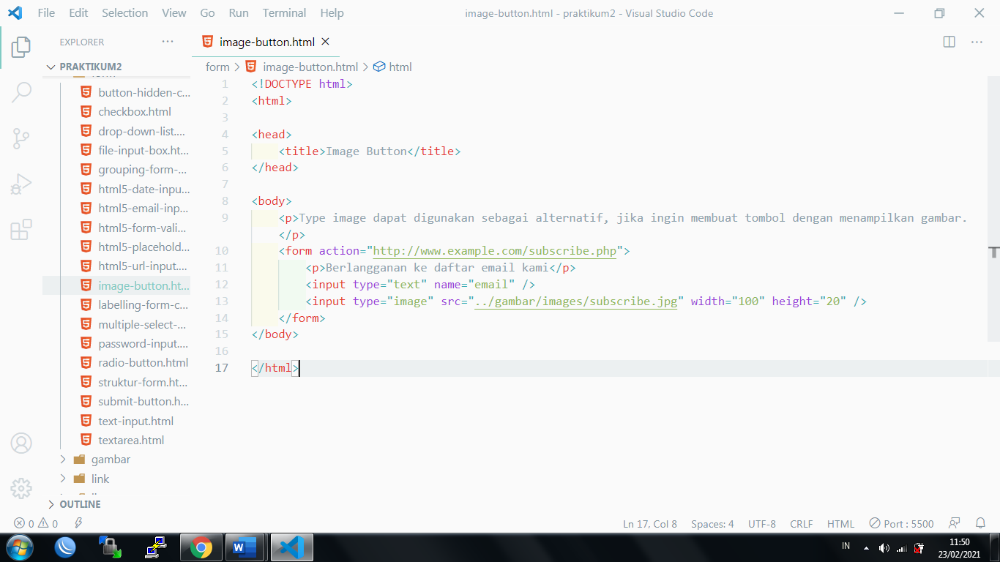 File Edit Selection View Go Run Terminal Help
image-button.html - praktikum2 - Visual Studio Code
EXPLORER
PRAKTIKUM2
button-hidden-c...
checkbox.html
drop-down-list....
file-input-box.ht...
grouping-form-...
html5-date-inpu...
html5-email-inp...
html5-form-vali...
html5-placehold...
html5-url-input....
image-button.ht...
labelling-form-c...
multiple-select-...
password-input....
radio-button.html
struktur-form.ht...
submit-button.h...
text-input.html
textarea.html
gambar
link
OUTLINE
image-button.html
form > image-button.html > html
1 <!DOCTYPE html>
2 <html>
3
4 <head>
5 <title>Image Button</title>
6 </head>
7
8 <body>
9 <p>Type image dapat digunakan sebagai alternatif, jika ingin membuat tombol dengan menampilkan gambar.
</p>
10 <form action="http://www.example.com/subscribe.php">
11 <p>Berlangganan ke daftar email kami</p>
12 <input type="text" name="email" />
13 <input type="image" src="../gambar/images/subscribe.jpg" width="100" height="20" />
14 </form>
15 </body>
16
17 </html>
0 0
Ln 17, Col 8 Spaces: 4 UTF-8 CRLF HTML Port : 5500
IN
11:50
23/02/2021